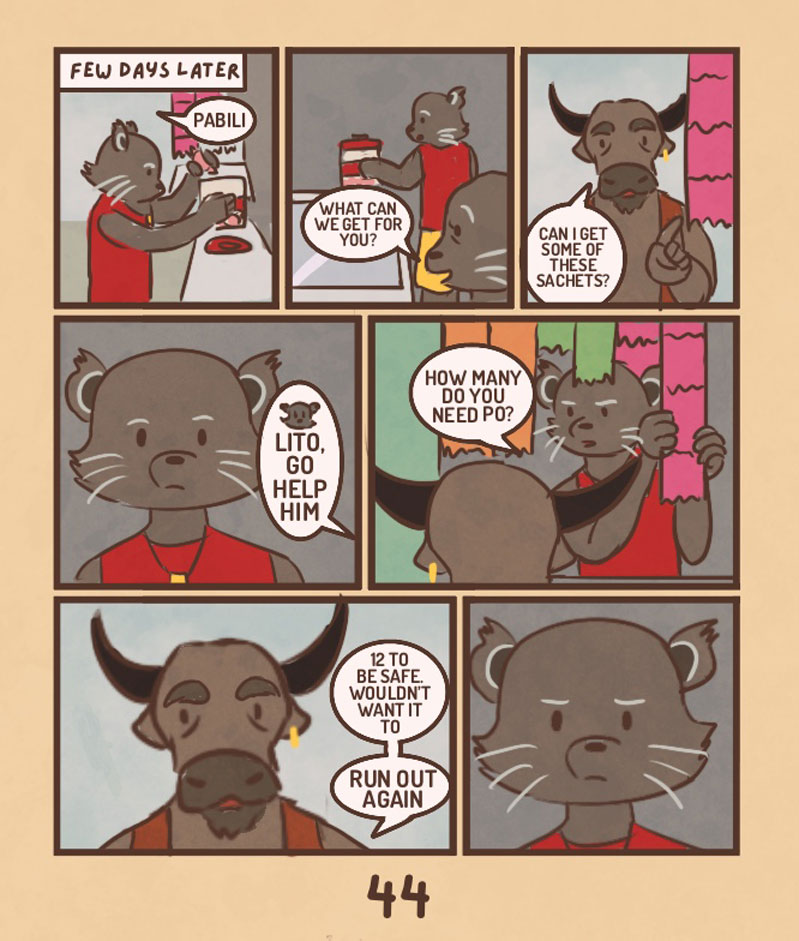 FEW DAYS LATER
PABILI
WHAT CAN
WE GET FOR
YOU?
CAN I GET
SOME OF
THESE
SACHETS?
LITO,
GO
HELP
HIM
HOW MANY
DO YOU
NEED PO?
12 TO
BE SAFE.
WOULDN'T
WANT IT
TO
RUN OUT
AGAIN
44